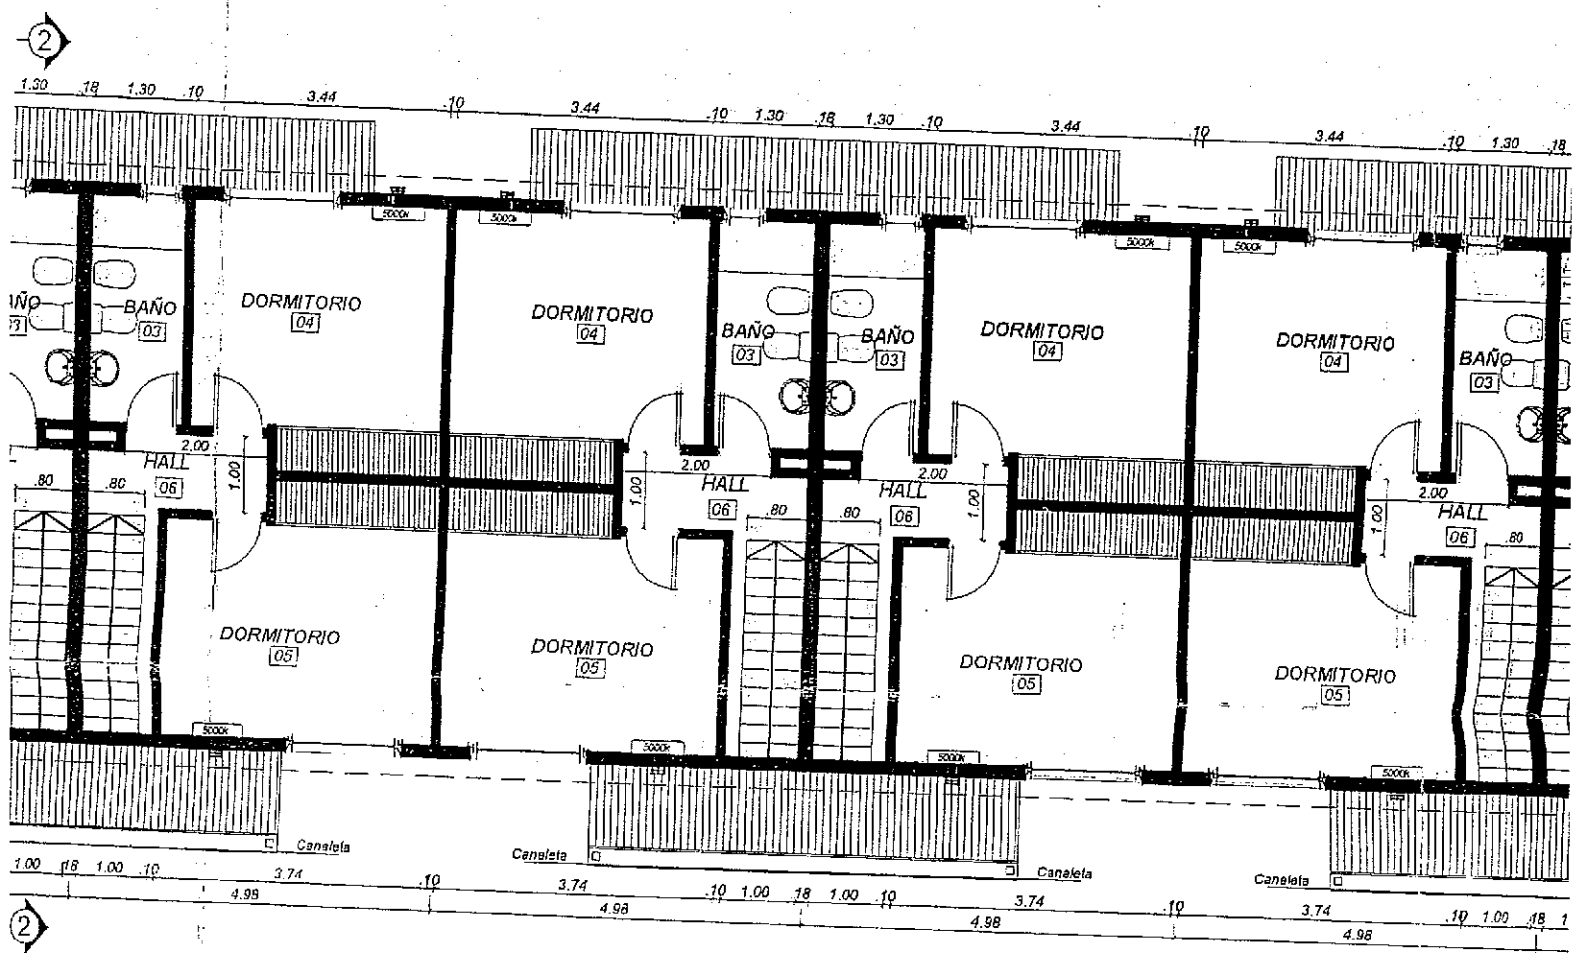 2
1.30 .18 1.30 .10 3.44 .10 3.44 .10 1.30 .18 1.30 .10 3.44 .10 3.44 .10 1.30 .18
5000k 5000k 5000k 5000k
BAÑO DORMITORIO DORMITORIO BAÑO BAÑO DORMITORIO DORMITORIO BAÑO
03 04 04 03 03 04 04 03
2.00 2.00 2.00 2.00
HALL HALL HALL HALL
06 06 06 06
1.00 1.00 1.00 1.00
.80 .80 .80 .80 .80
DORMITORIO DORMITORIO DORMITORIO DORMITORIO
05 05 05 05
5000k 5000k 5000k 5000k
Canaleta Canaleta Canaleta Canaleta
1.00 .18 1.00 .10 3.74 .10 3.74 .10 1.00 .18 1.00 .10 3.74 .10 3.74 .10 1.00 .18
4.98 4.98 4.98 4.98
2